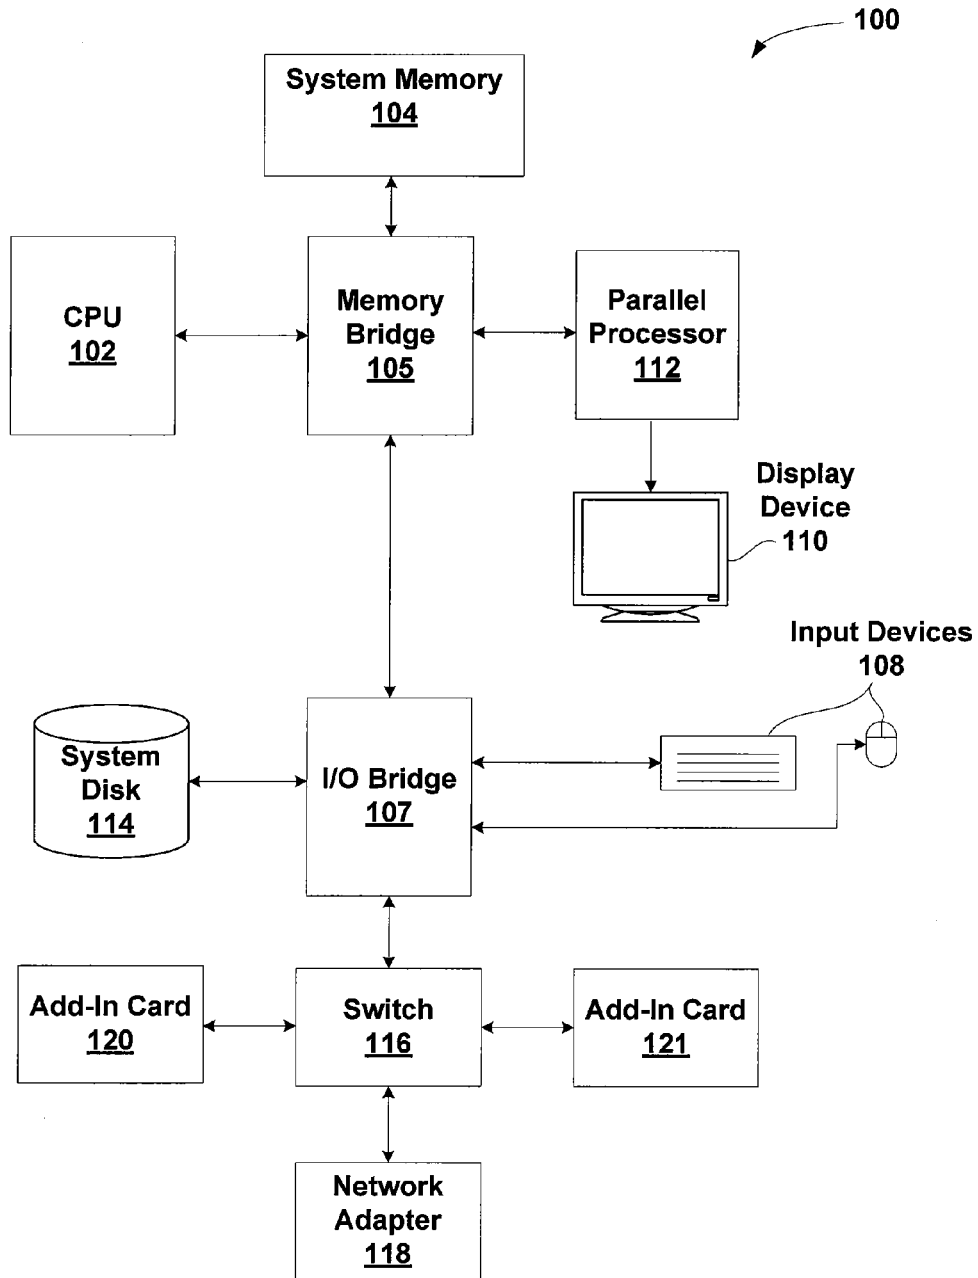 100
System Memory
104
CPU
102
Memory
Bridge
105
Parallel
Processor
112
Display
Device
110
Input Devices
108
System
Disk
114
I/O Bridge
107
Add-In Card
120
Switch
116
Add-In Card
121
Network
Adapter
118